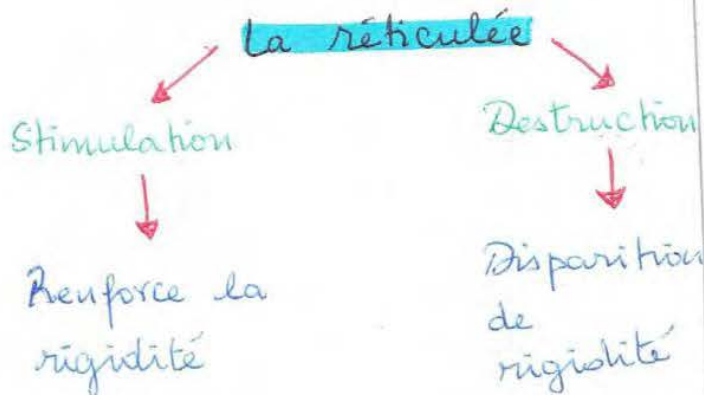 La réticulée
Stimulation
Renforce la
rigidité
Destruction
Disparition
de
rigidité